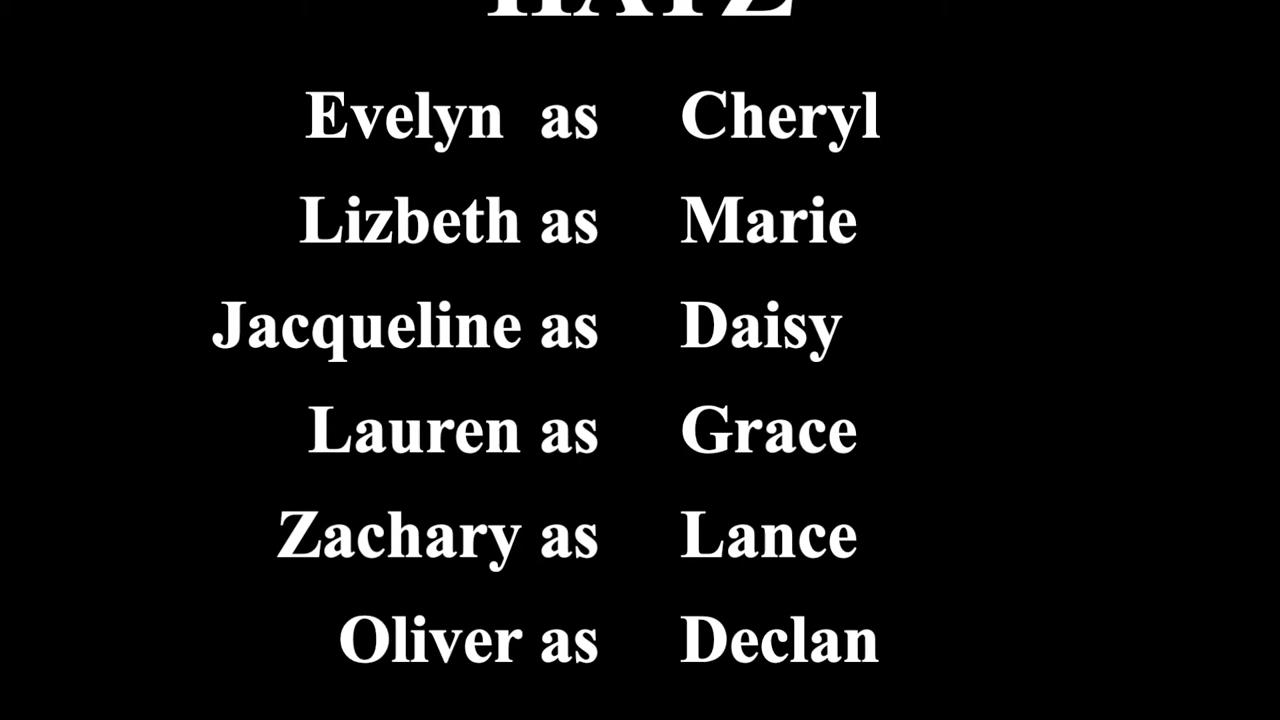 Evelyn as Cheryl
Lizbeth as Marie
Jacqueline as Daisy
Lauren as Grace
Zachary as Lance
Oliver as Declan